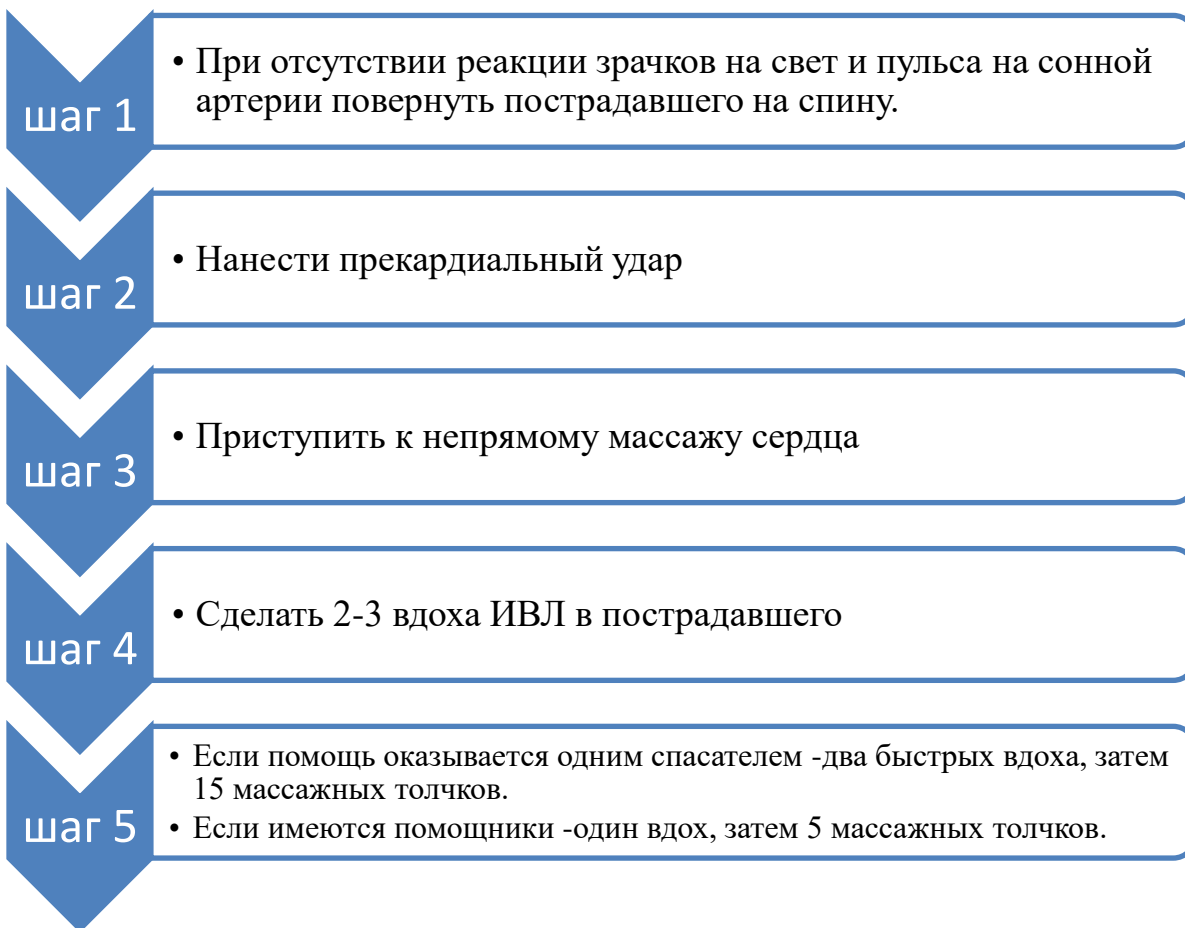 шаг 1
• При отсутствии реакции зрачков на свет и пульса на сонной
артерии повернуть пострадавшего на спину.
шаг 2
• Нанести прекардиальный удар
шаг 3
• Приступить к непрямому массажу сердца
шаг 4
• Сделать 2-3 вдоха ИВЛ в пострадавшего
шаг 5
• Если помощь оказывается одним спасателем -два быстрых вдоха, затем
15 массажных толчков.
• Если имеются помощники -один вдох, затем 5 массажных толчков.